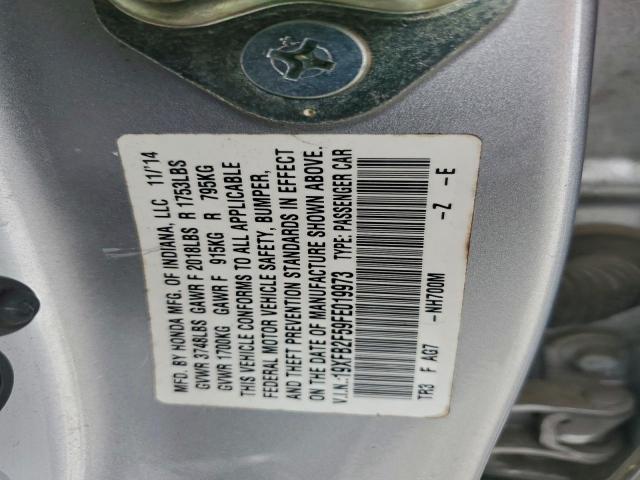 MFD. BY HONDA MFG. OF INDIANA, LLC 11/'14
GVWR 3748LBS GAWR F 2018LBS R 1753LBS
GVWR 1700KG GAWR F 915KG R 795KG
THIS VEHICLE CONFORMS TO ALL APPLICABLE
FEDERAL MOTOR VEHICLE SAFETY, BUMPER,
AND THEFT PREVENTION STANDARDS IN EFFECT
ON THE DATE OF MANUFACTURE SHOWN ABOVE.
V.I.N.:19XFB2F59FE019973 TYPE: PASSENGER CAR
TR3 F AG7 -NH700M -Z -E